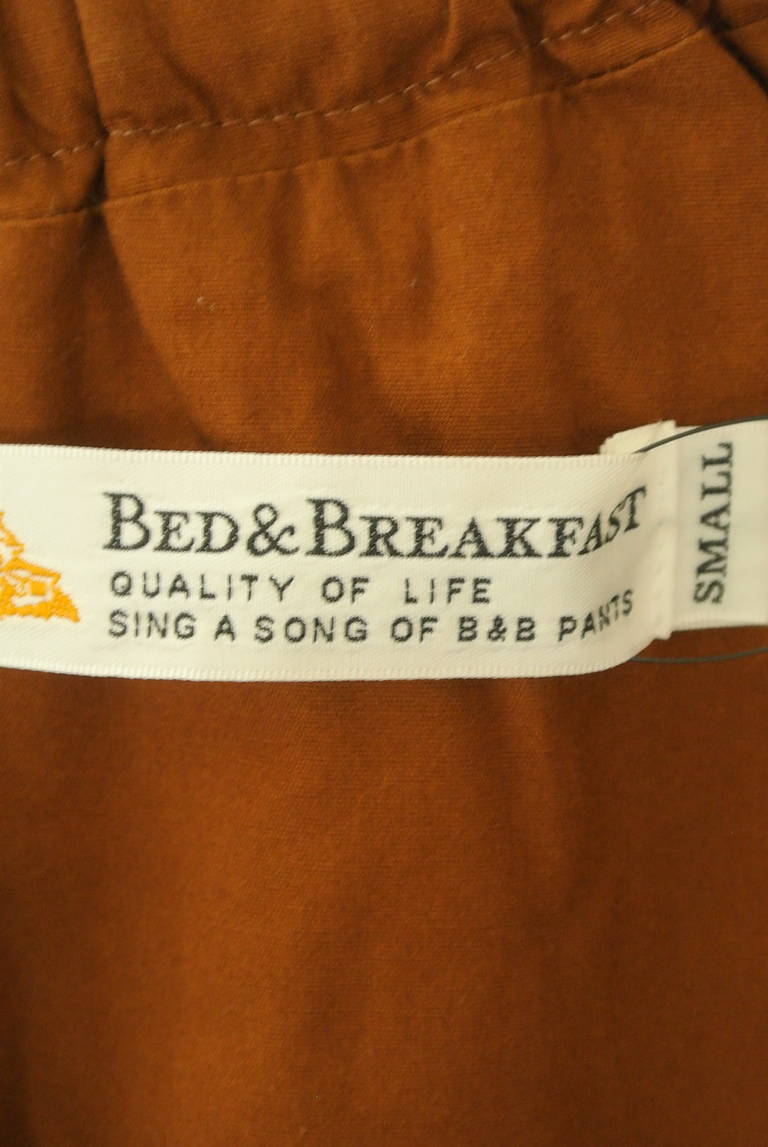 BED&BREAKFAST
QUALITY OF LIFE
SING A SONG OF B&B PANTS
SMALL